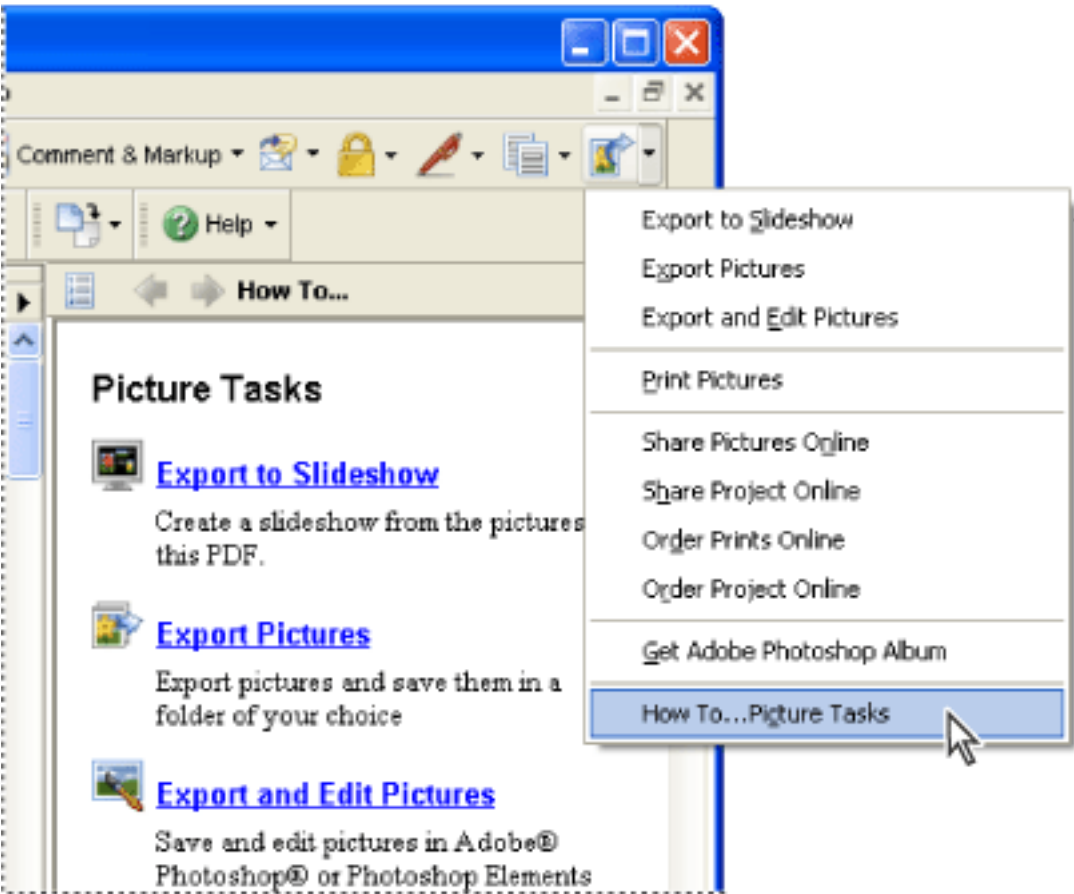 Comment & Markup
Help
How To...
Picture Tasks
Export to Slideshow
Create a slideshow from the pictures
this PDF.
Export Pictures
Export pictures and save them in a
folder of your choice
Export and Edit Pictures
Save and edit pictures in Adobe®
Photoshop® or Photoshop Elements
Export to Slideshow
Export Pictures
Export and Edit Pictures
Print Pictures
Share Pictures Online
Share Project Online
Order Prints Online
Order Project Online
Get Adobe Photoshop Album
How To...Picture Tasks